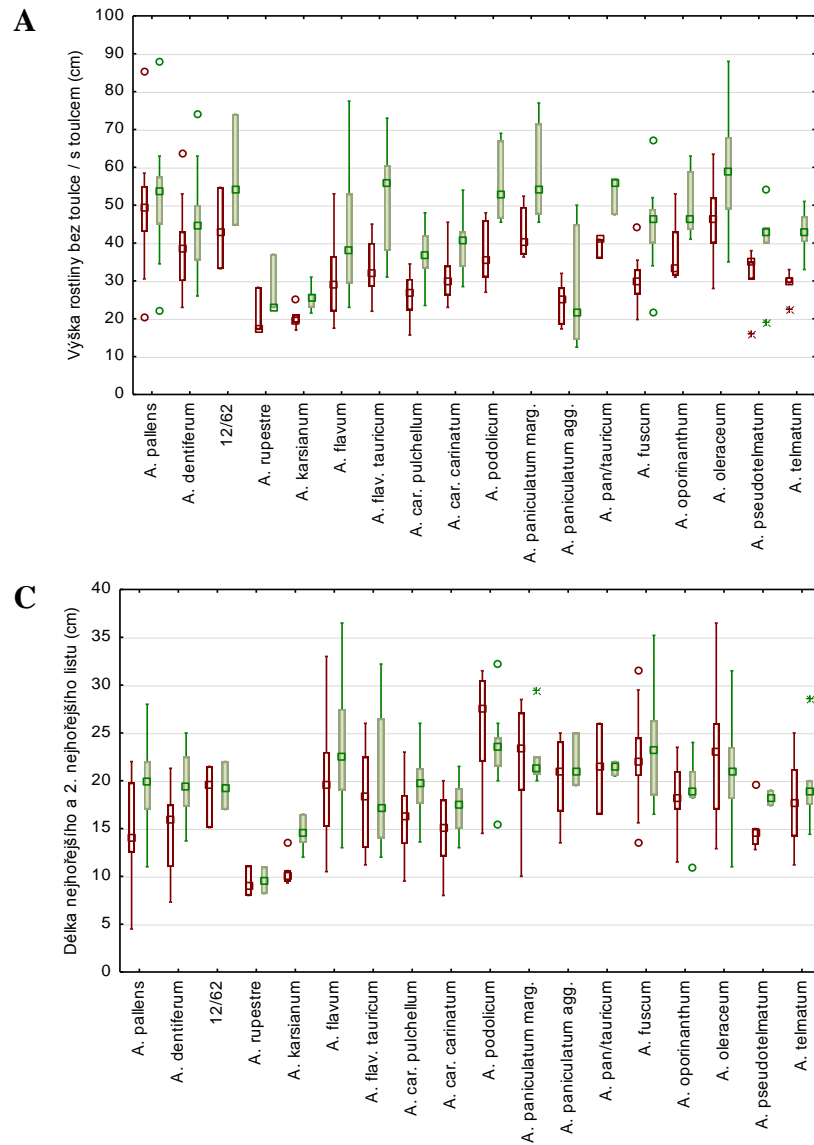 A
Výška rostliny bez toulce / s toulcem (cm)
100
90
80
70
60
50
40
30
20
10
0
A. pallens
A. dentiferum
12/62
A. rupestre
A. karsianum
A. flavum
A. flav. tauricum
A. car. pulchellum
A. car. carinatum
A. podolicum
A. paniculatum marg.
A. paniculatum agg.
A. pan/tauricum
A. fuscum
A. oporinanthum
A. oleraceum
A. pseudotelmatum
A. telmatum
C
Délka nejhořejšího a 2. nejhořejšího listu (cm)
40
35
30
25
20
15
10
5
0
A. pallens
A. dentiferum
12/62
A. rupestre
A. karsianum
A. flavum
A. flav. tauricum
A. car. pulchellum
A. car. carinatum
A. podolicum
A. paniculatum marg.
A. paniculatum agg.
A. pan/tauricum
A. fuscum
A. oporinanthum
A. oleraceum
A. pseudotelmatum
A. telmatum